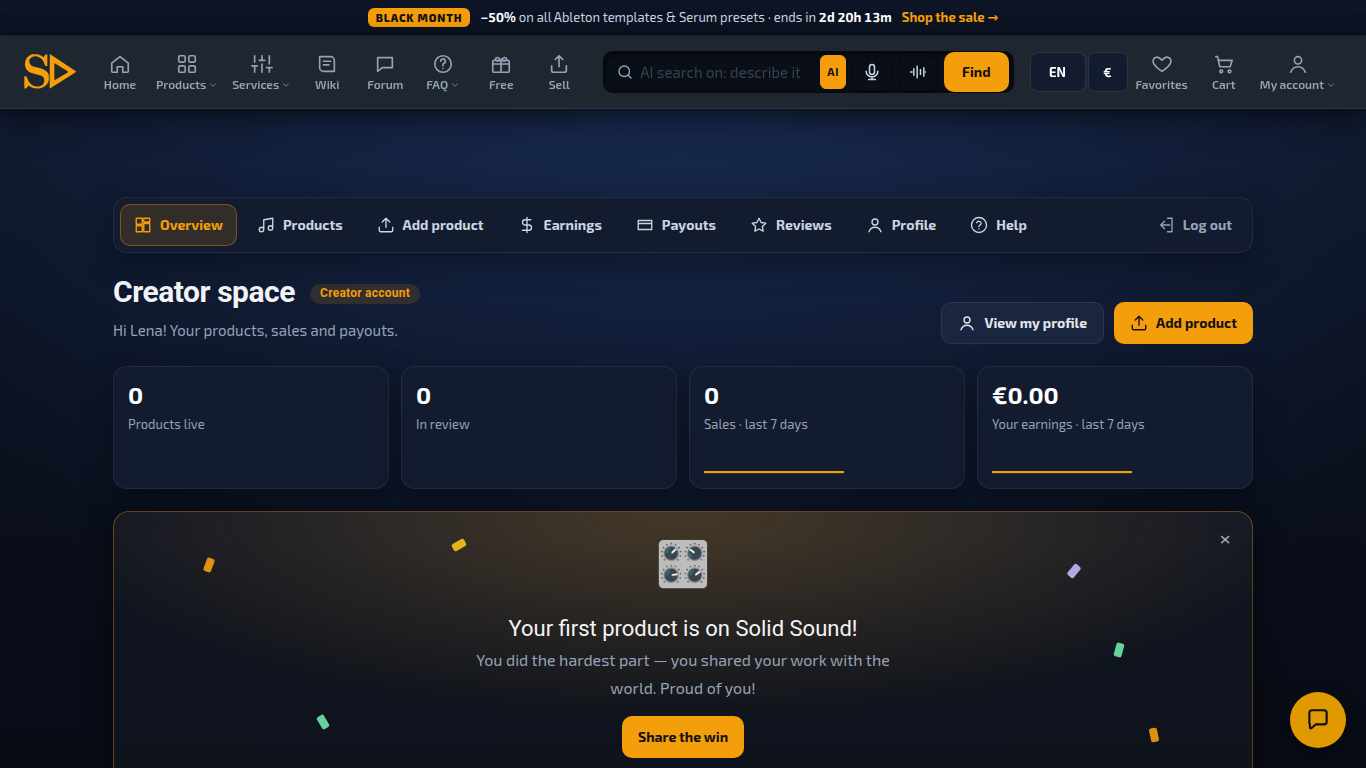 BLACK MONTH −50% on all Ableton templates & Serum presets · ends in 2d 20h 13m Shop the sale →
SD
Home Products Services Wiki Forum FAQ Free Sell
AI search on: describe it AI Find EN € Favorites Cart My account
Overview Products Add product Earnings Payouts Reviews Profile Help Log out
Creator space Creator account
Hi Lena! Your products, sales and payouts.
View my profile Add product
0 0 0 €0.00
Products live In review Sales · last 7 days Your earnings · last 7 days
Your first product is on Solid Sound!
You did the hardest part — you shared your work with the
world. Proud of you!
Share the win